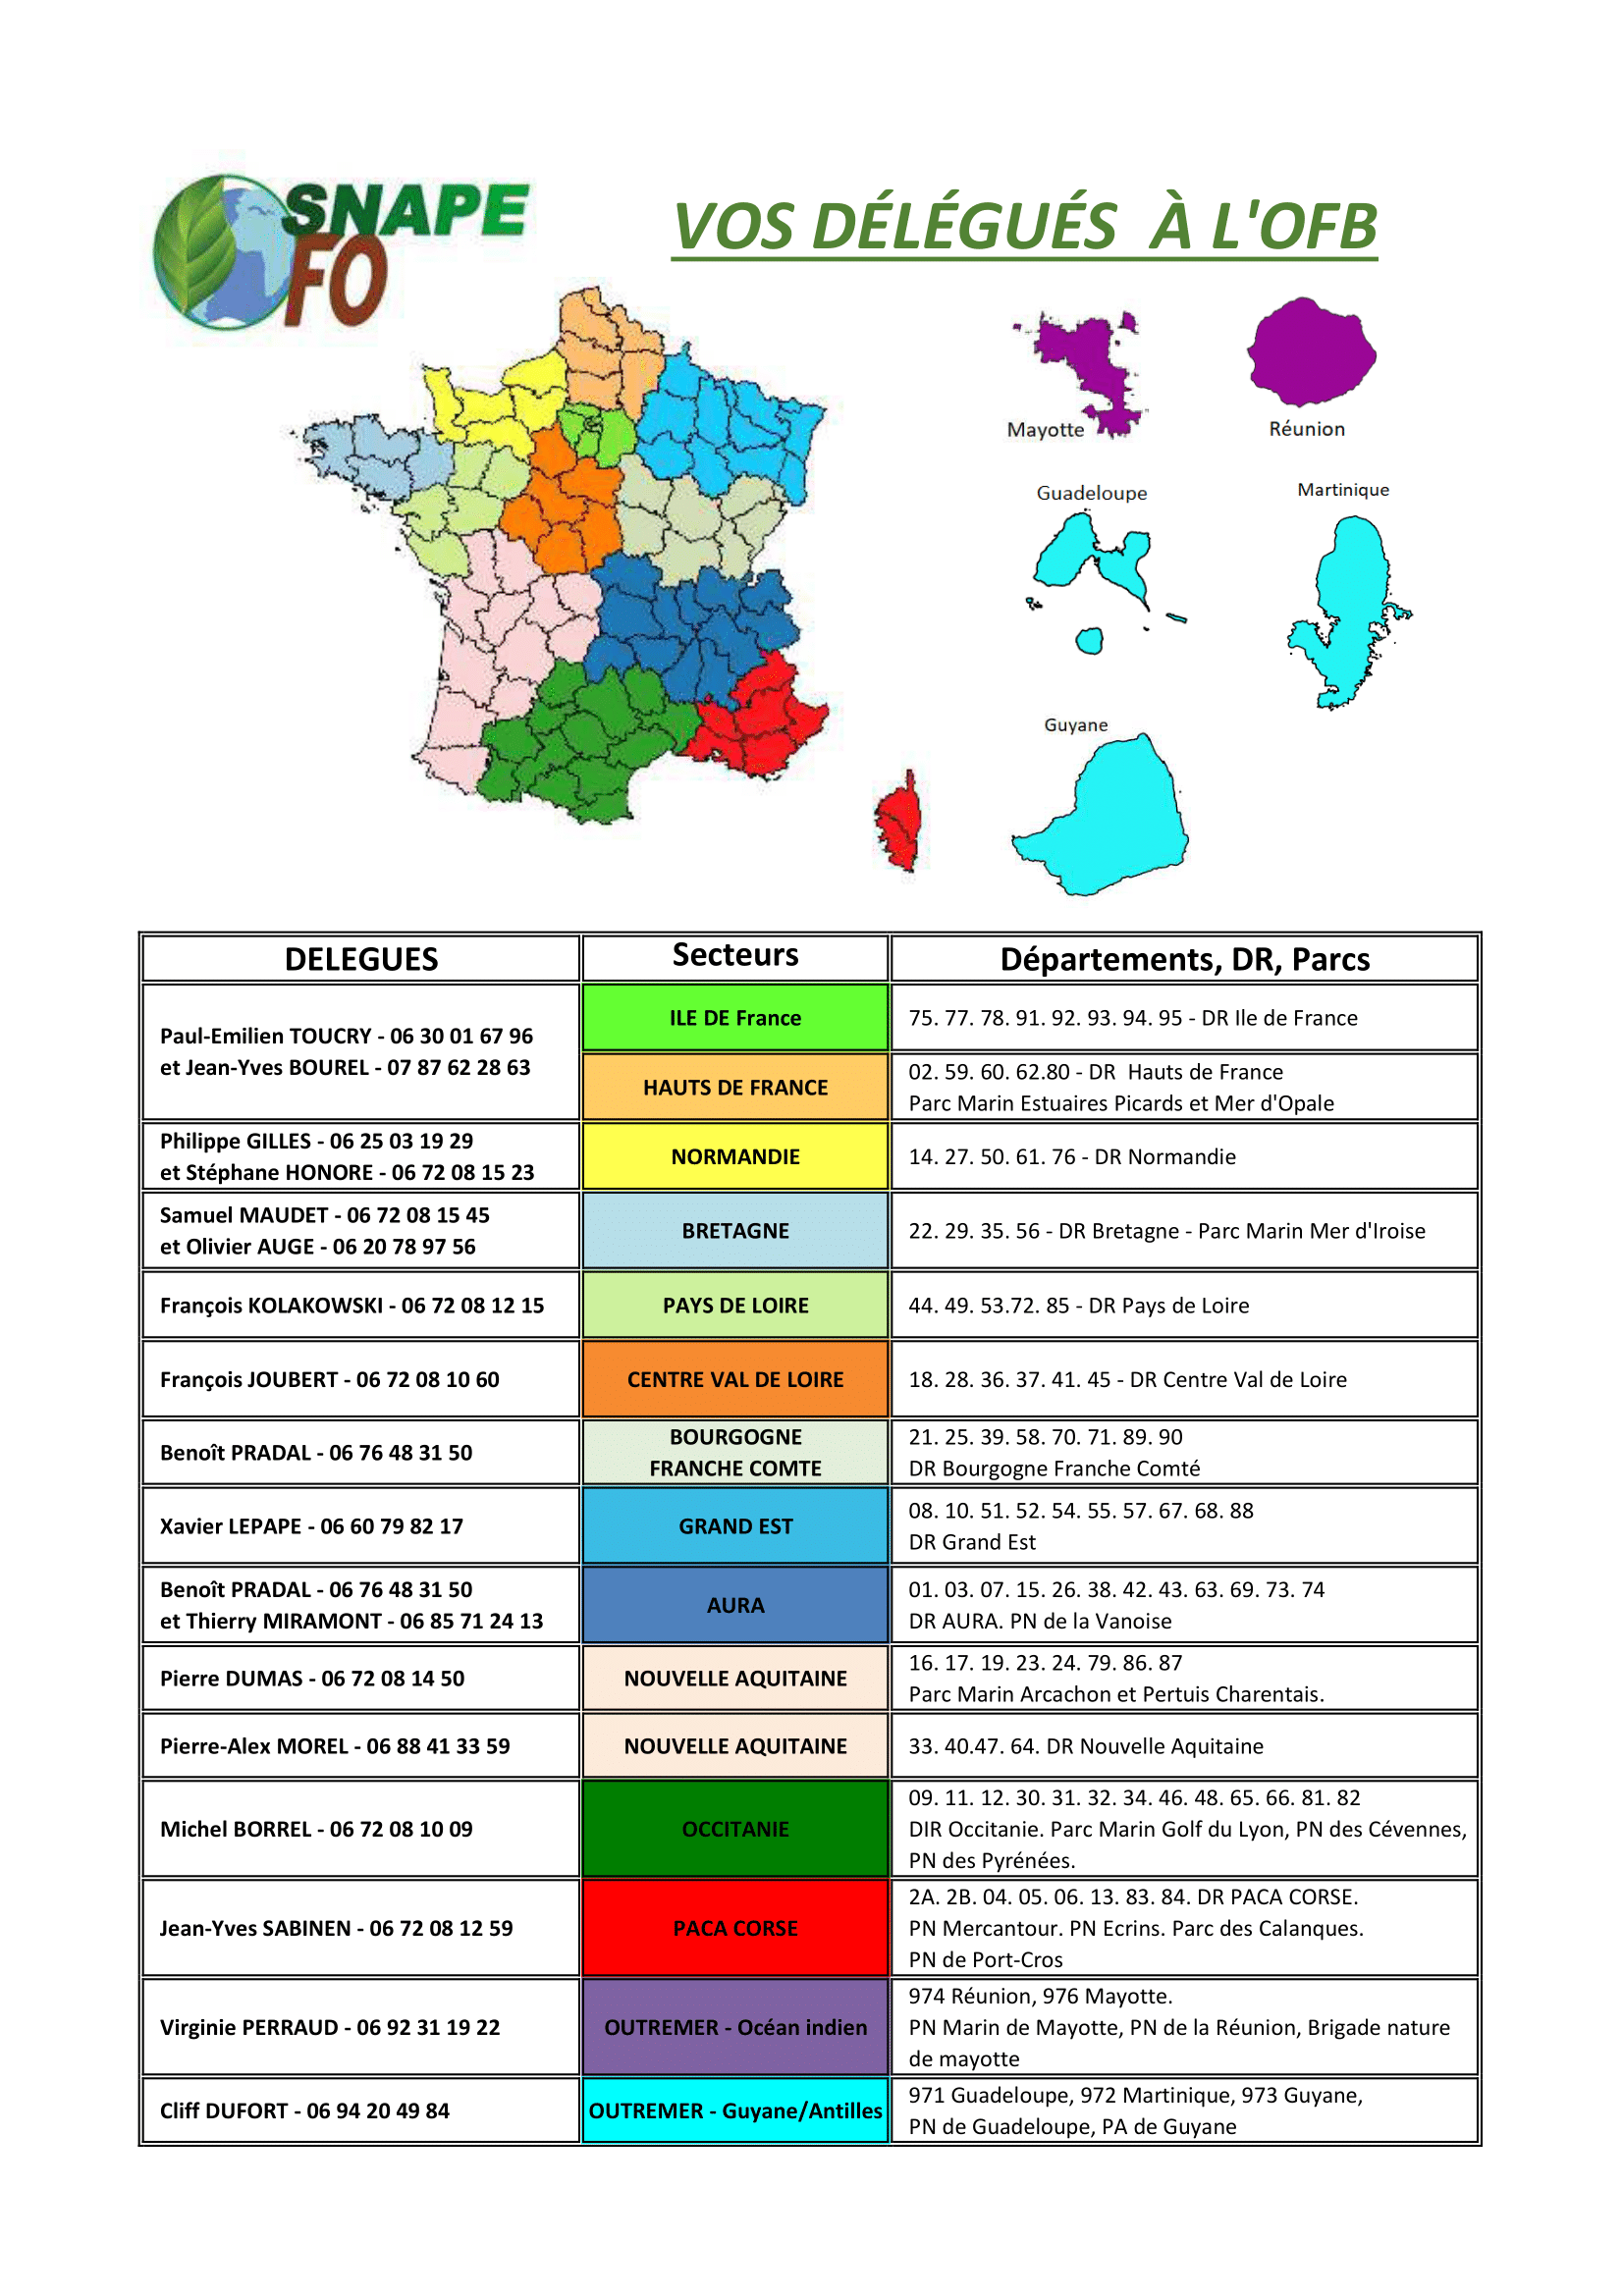 SNAPE
FO
VOS DÉLÉGUÉS À L'OFB
Mayotte
Réunion
Guadeloupe
Martinique
Guyane
DELEGUES
Secteurs
Départements, DR, Parcs
Paul-Emilien TOUCRY - 06 30 01 67 96
et Jean-Yves BOUREL - 07 87 62 28 63
ILE DE France
75. 77. 78. 91. 92. 93. 94. 95 - DR Ile de France
HAUTS DE FRANCE
02. 59. 60. 62.80 - DR Hauts de France
Parc Marin Estuaires Picards et Mer d'Opale
Philippe GILLES - 06 25 03 19 29
et Stéphane HONORE - 06 72 08 15 23
NORMANDIE
14. 27. 50. 61. 76 - DR Normandie
Samuel MAUDET - 06 72 08 15 45
et Olivier AUGE - 06 20 78 97 56
BRETAGNE
22. 29. 35. 56 - DR Bretagne - Parc Marin Mer d'Iroise
François KOLAKOWSKI - 06 72 08 12 15
PAYS DE LOIRE
44. 49. 53.72. 85 - DR Pays de Loire
François JOUBERT - 06 72 08 10 60
CENTRE VAL DE LOIRE
18. 28. 36. 37. 41. 45 - DR Centre Val de Loire
Benoît PRADAL - 06 76 48 31 50
BOURGOGNE
FRANCHE COMTE
21. 25. 39. 58. 70. 71. 89. 90
DR Bourgogne Franche Comté
Xavier LEPAPE - 06 60 79 82 17
GRAND EST
08. 10. 51. 52. 54. 55. 57. 67. 68. 88
DR Grand Est
Benoît PRADAL - 06 76 48 31 50
et Thierry MIRAMONT - 06 85 71 24 13
AURA
01. 03. 07. 15. 26. 38. 42. 43. 63. 69. 73. 74
DR AURA. PN de la Vanoise
Pierre DUMAS - 06 72 08 14 50
NOUVELLE AQUITAINE
16. 17. 19. 23. 24. 79. 86. 87
Parc Marin Arcachon et Pertuis Charentais.
Pierre-Alex MOREL - 06 88 41 33 59
NOUVELLE AQUITAINE
33. 40.47. 64. DR Nouvelle Aquitaine
Michel BORREL - 06 72 08 10 09
OCCITANIE
09. 11. 12. 30. 31. 32. 34. 46. 48. 65. 66. 81. 82
DIR Occitanie. Parc Marin Golf du Lyon, PN des Cévennes,
PN des Pyrénées.
Jean-Yves SABINEN - 06 72 08 12 59
PACA CORSE
2A. 2B. 04. 05. 06. 13. 83. 84. DR PACA CORSE.
PN Mercantour. PN Ecrins. Parc des Calanques.
PN de Port-Cros
Virginie PERRAUD - 06 92 31 19 22
OUTREMER - Océan indien
974 Réunion, 976 Mayotte.
PN Marin de Mayotte, PN de la Réunion, Brigade nature
de mayotte
Cliff DUFORT - 06 94 20 49 84
OUTREMER - Guyane/Antilles
971 Guadeloupe, 972 Martinique, 973 Guyane,
PN de Guadeloupe, PA de Guyane